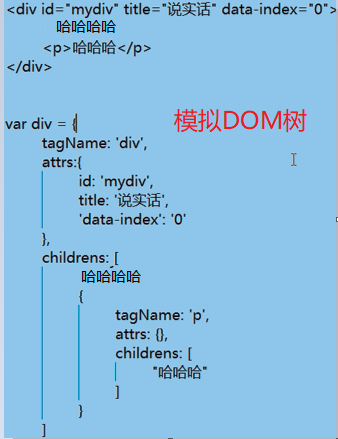 <div id="mydiv" title="说实话" data-index="0">
哈哈哈哈
<p>哈哈哈</p>
</div>
var div = {
模拟DOM树
tagName: 'div',
attrs:{
id: 'mydiv',
title: '说实话',
'data-index': '0'
},
childrens: [
哈哈哈哈
{
tagName: 'p',
attrs: {},
childrens: [
"哈哈哈"
]
}
]